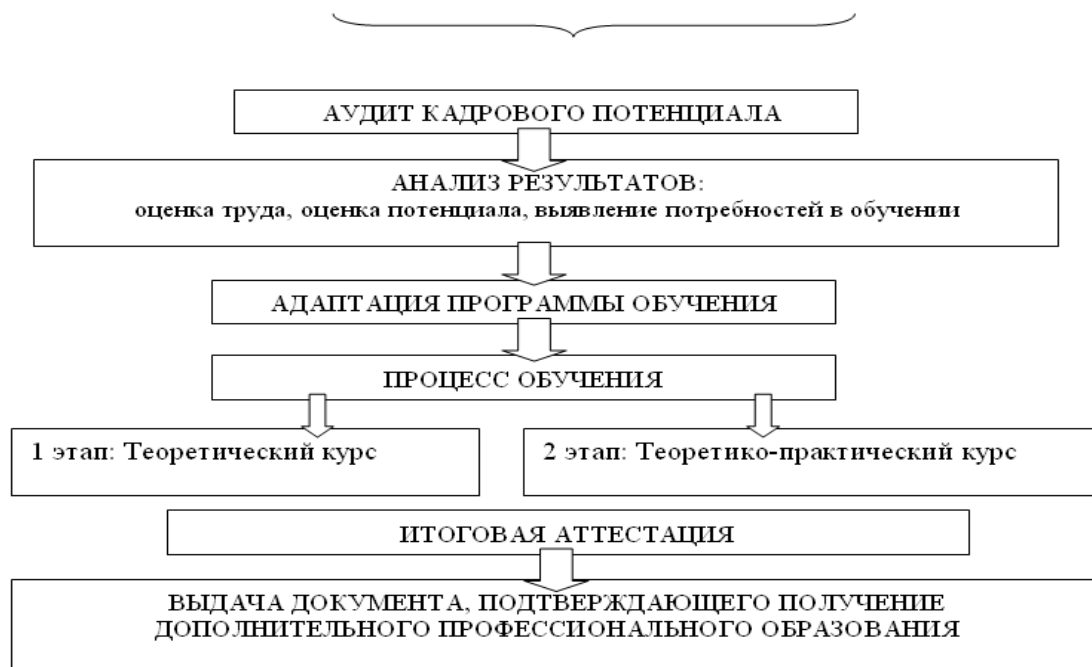 АУДИТ КАДРОВОГО ПОТЕНЦИАЛА
АНАЛИЗ РЕЗУЛЬТАТОВ:
оценка труда, оценка потенциала, выявление потребностей в обучении
АДАПТАЦИЯ ПРОГРАММЫ ОБУЧЕНИЯ
ПРОЦЕСС ОБУЧЕНИЯ
1 этап: Теоретический курс
2 этап: Теоретико-практический курс
ИТОГОВАЯ АТТЕСТАЦИЯ
ВЫДАЧА ДОКУМЕНТА, ПОДТВЕРЖДАЮЩЕГО ПОЛУЧЕНИЕ
ДОПОЛНИТЕЛЬНОГО ПРОФЕССИОНАЛЬНОГО ОБРАЗОВАНИЯ